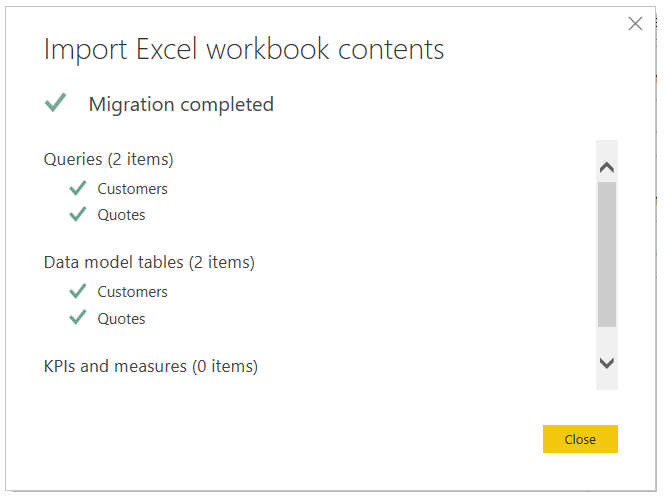 Import Excel workbook contents
Migration completed
Queries (2 items)
Customers
Quotes
Data model tables (2 items)
Customers
Quotes
KPIs and measures (0 items)
Close